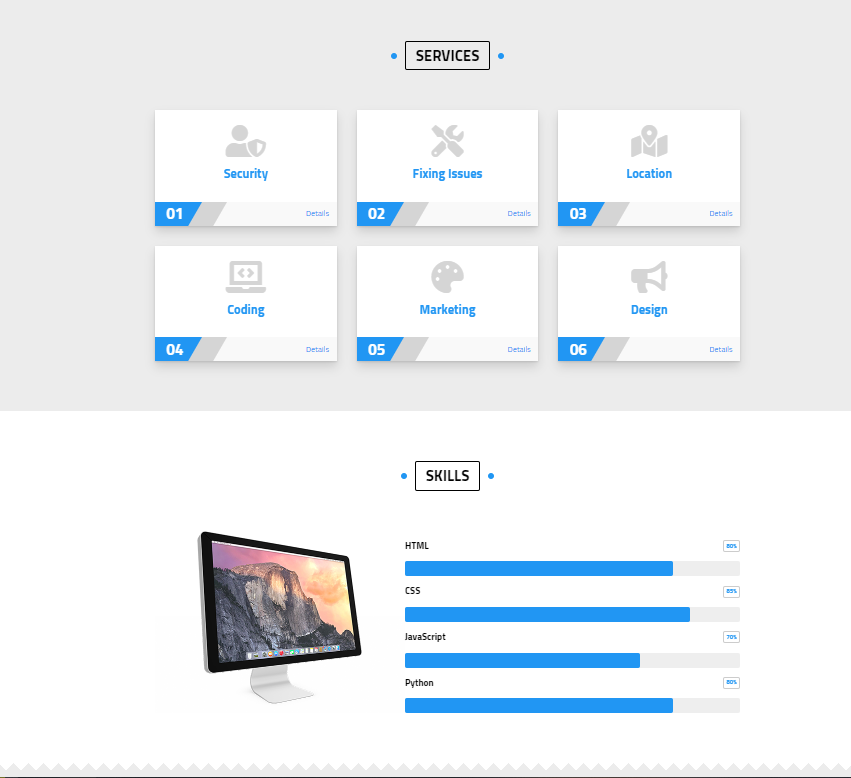 SERVICES
Security
Fixing Issues
Location
01 Details
02 Details
03 Details
Coding
Marketing
Design
04 Details
05 Details
06 Details
SKILLS
HTML 80%
CSS 85%
JavaScript 70%
Python 80%